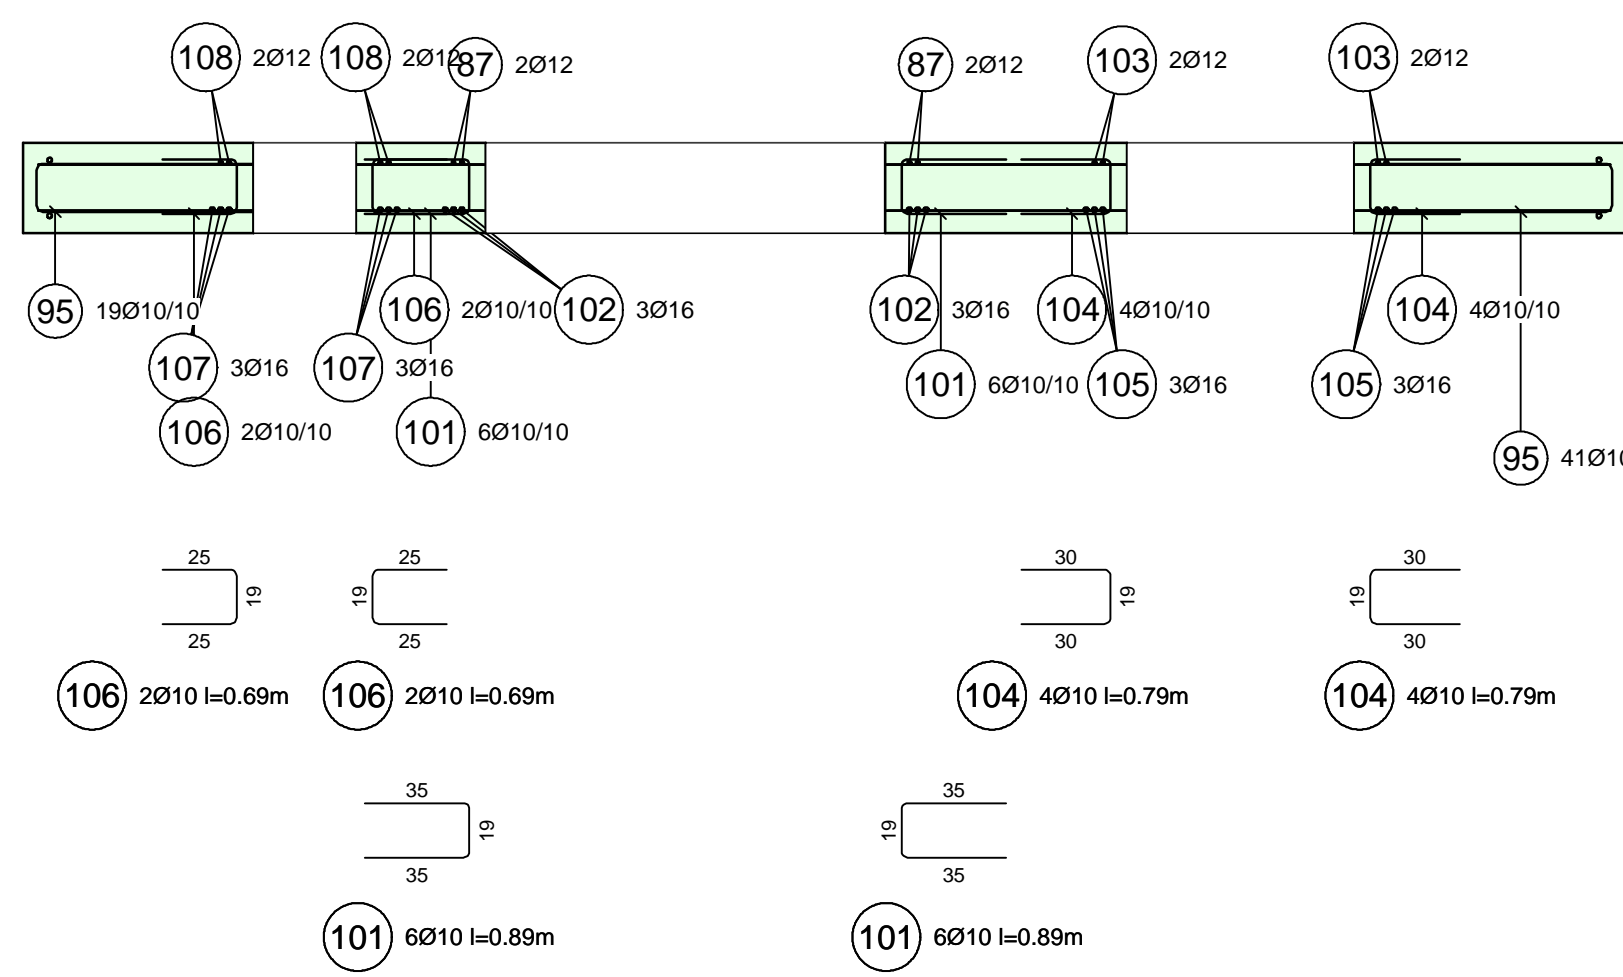 108 2Ø12 108 2Ø12 87 2Ø12 87 2Ø12 103 2Ø12 103 2Ø12
95 19Ø10/10 106 2Ø10/10 102 3Ø16 102 3Ø16 104 4Ø10/10 104 4Ø10/10
107 3Ø16 107 3Ø16 101 6Ø10/10 105 3Ø16 105 3Ø16
106 2Ø10/10 101 6Ø10/10 95 41Ø10
25 25 30 30
19 19 19 19
25 25 30 30
106 2Ø10 l=0.69m 106 2Ø10 l=0.69m 104 4Ø10 l=0.79m 104 4Ø10 l=0.79m
35 35
19 19
35 35
101 6Ø10 l=0.89m 101 6Ø10 l=0.89m